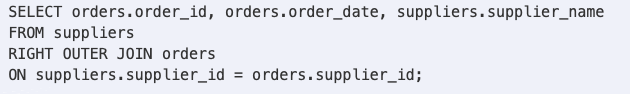 SELECT orders.order_id, orders.order_date, suppliers.supplier_name
FROM suppliers
RIGHT OUTER JOIN orders
ON suppliers.supplier_id = orders.supplier_id;